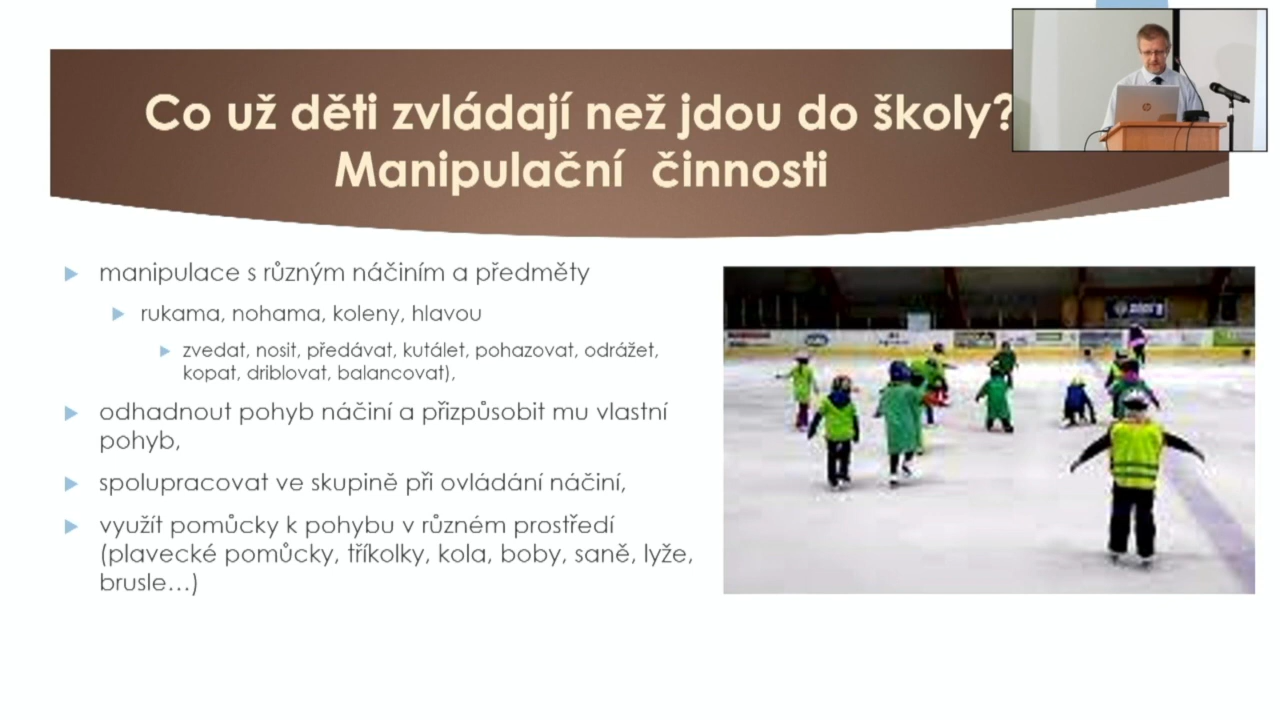 Co už děti zvládají než jdou do školy?
Manipulační činnosti
manipulace s různým náčiním a předměty
rukama, nohama, koleny, hlavou
zvedat, nosit, předávat, kutálet, pohazovat, odrážet,
kopat, driblovat, balancovat),
odhadnout pohyb náčiní a přizpůsobit mu vlastní
pohyb,
spolupracovat ve skupině při ovládání náčiní,
využít pomůcky k pohybu v různém prostředí
(plavecké pomůcky, tříkolky, kola, boby, saně, lyže,
brusle...)